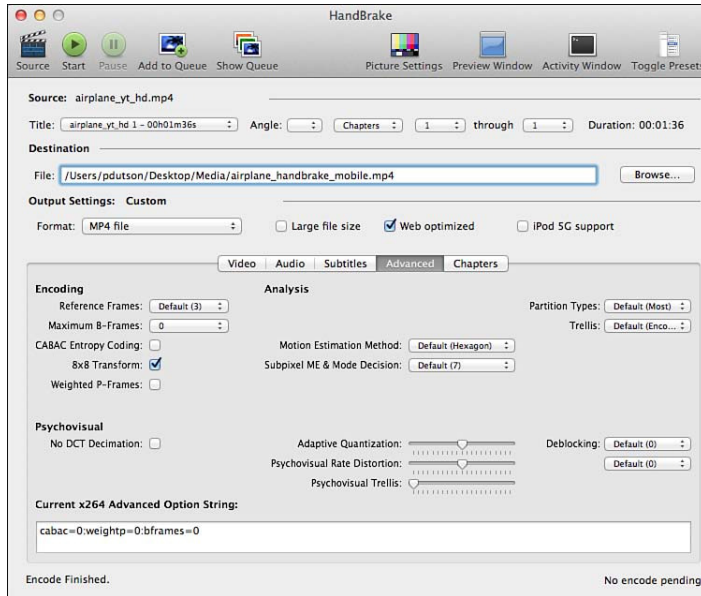 HandBrake
Source Start Pause Add to Queue Show Queue Picture Settings Preview Window Activity Window Toggle Presets
Source: airplane_yt_hd.mp4
Title: airplane_yt_hd 1 - 00h01m36s Angle: Chapters 1 through 1 Duration: 00:01:36
Destination
File: /Users/pdutson/Desktop/Media/airplane_handbrake_mobile.mp4 Browse...
Output Settings: Custom
Format: MP4 file Large file size Web optimized iPod 5G support
Video Audio Subtitles Advanced Chapters
Encoding Analysis
Reference Frames: Default (3) Partition Types: Default (Most)
Maximum B-Frames: 0 Trellis: Default (Enco...
CABAC Entropy Coding: Motion Estimation Method: Default (Hexagon)
8x8 Transform: Subpixel ME & Mode Decision: Default (7)
Weighted P-Frames:
Psychovisual
No DCT Decimation: Adaptive Quantization: Deblocking: Default (0)
Psychovisual Rate Distortion: Default (0)
Psychovisual Trellis:
Current x264 Advanced Option String:
cabac=0:weightp=0:bframes=0
Encode Finished. No encode pending